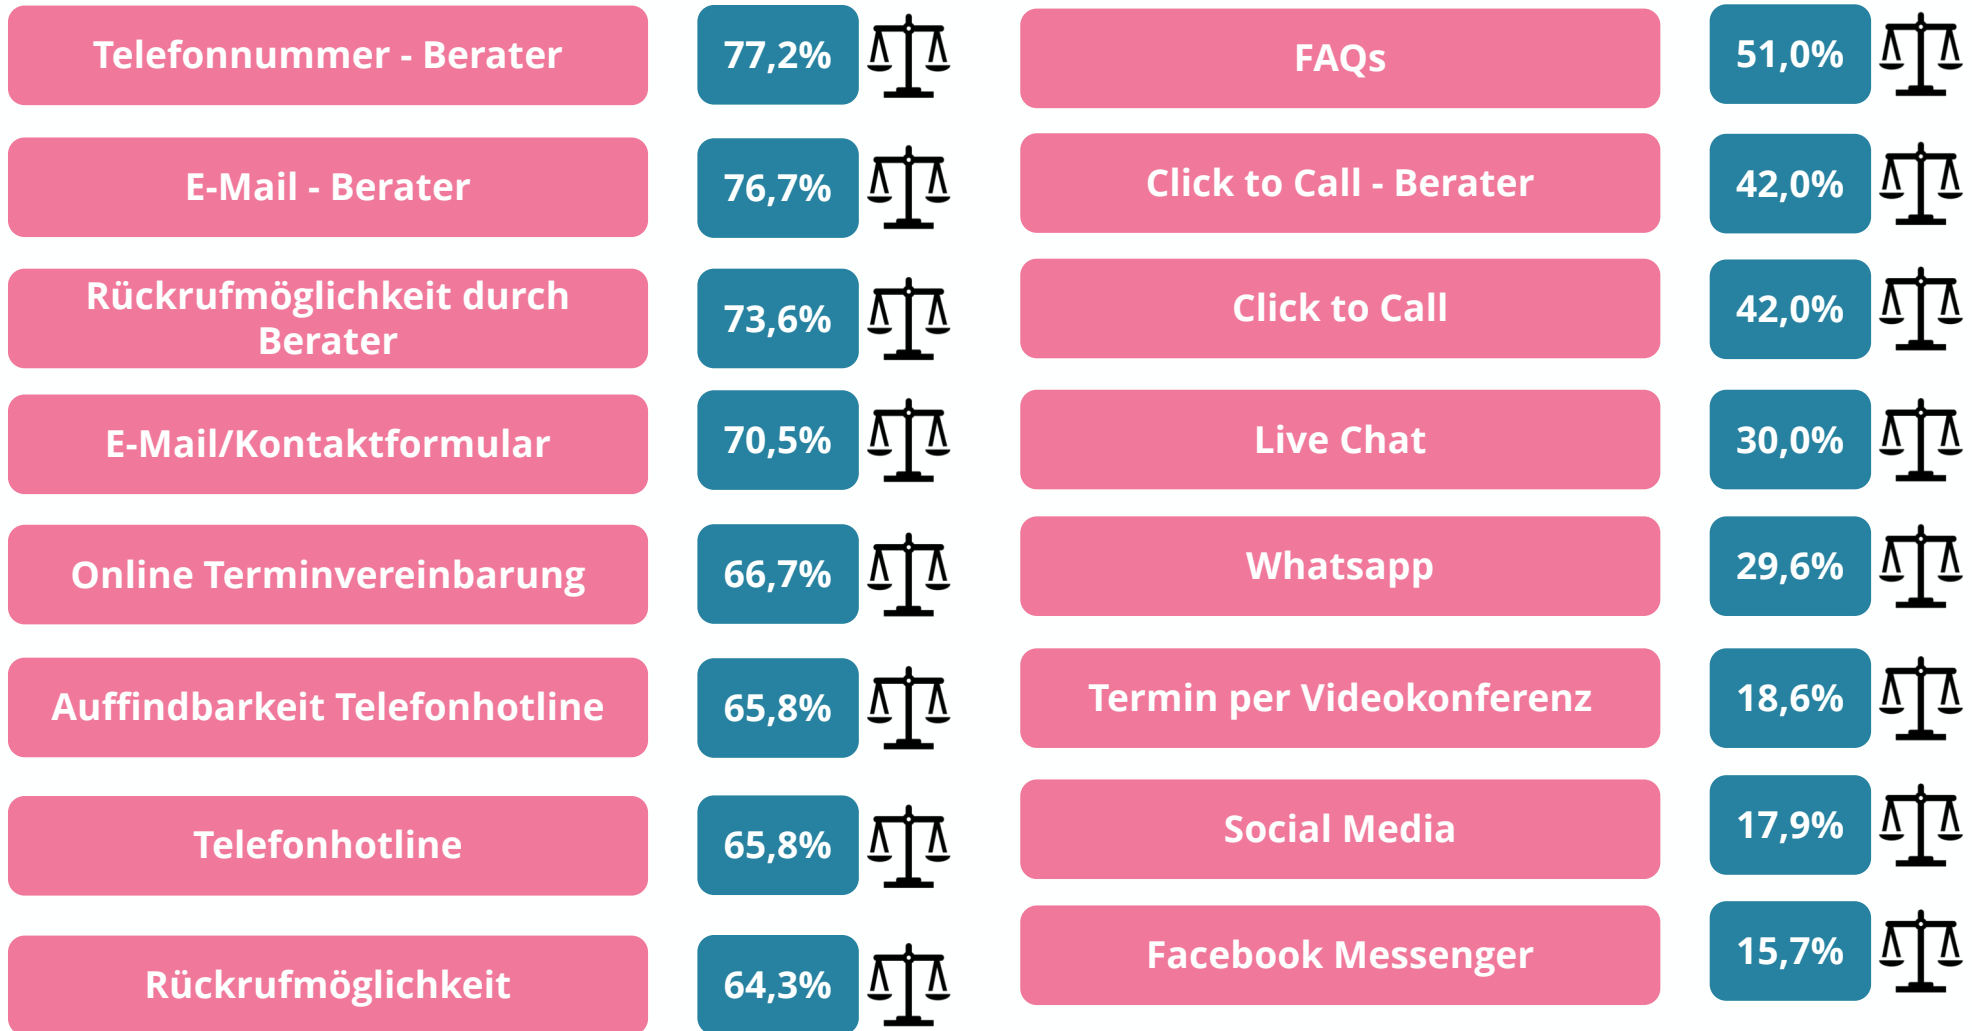 Telefonnummer - Berater
77,2%
E-Mail - Berater
76,7%
Rückrufmöglichkeit durch
Berater
73,6%
E-Mail/Kontaktformular
70,5%
Online Terminvereinbarung
66,7%
Auffindbarkeit Telefonhotline
65,8%
Telefonhotline
65,8%
Rückrufmöglichkeit
64,3%
FAQs
51,0%
Click to Call - Berater
42,0%
Click to Call
42,0%
Live Chat
30,0%
Whatsapp
29,6%
Termin per Videokonferenz
18,6%
Social Media
17,9%
Facebook Messenger
15,7%